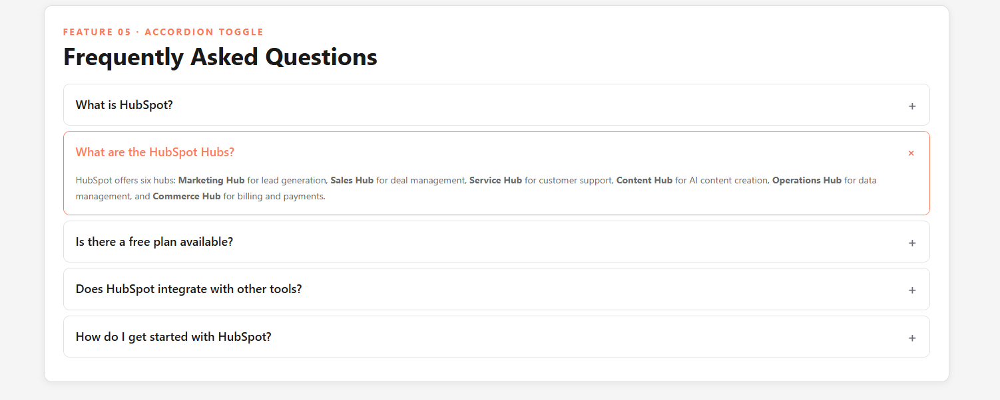 FEATURE 05 · ACCORDION TOGGLE
Frequently Asked Questions
What is HubSpot?
+
What are the HubSpot Hubs?
×
HubSpot offers six hubs: Marketing Hub for lead generation, Sales Hub for deal management, Service Hub for customer support, Content Hub for AI content creation, Operations Hub for data
management, and Commerce Hub for billing and payments.
Is there a free plan available?
+
Does HubSpot integrate with other tools?
+
How do I get started with HubSpot?
+